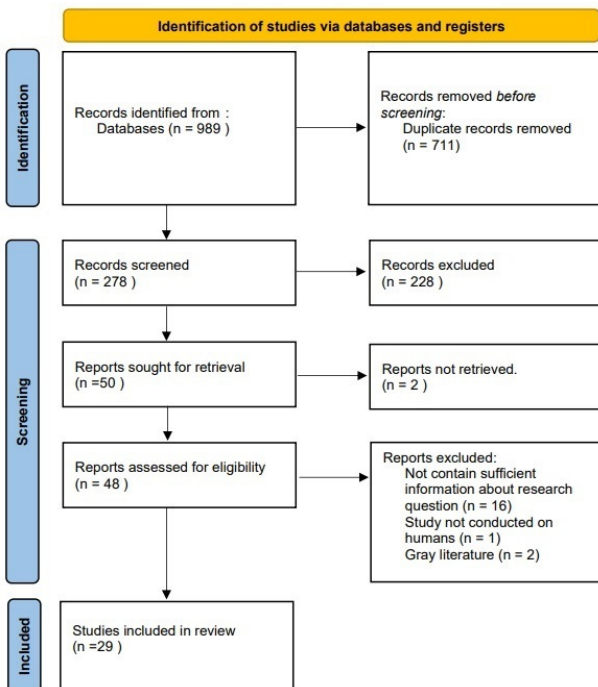 Identification of studies via databases and registers
Identification
Records identified from :
Databases (n = 989 )
Records removed before
screening:
Duplicate records removed
(n = 711)
Screening
Records screened
(n = 278 )
Records excluded
(n = 228 )
Reports sought for retrieval
(n =50 )
Reports not retrieved.
(n = 2 )
Reports assessed for eligibility
(n = 48 )
Reports excluded:
Not contain sufficient
information about research
question (n = 16)
Study not conducted on
humans (n = 1)
Gray literature (n = 2)
Included
Studies included in review
(n =29 )